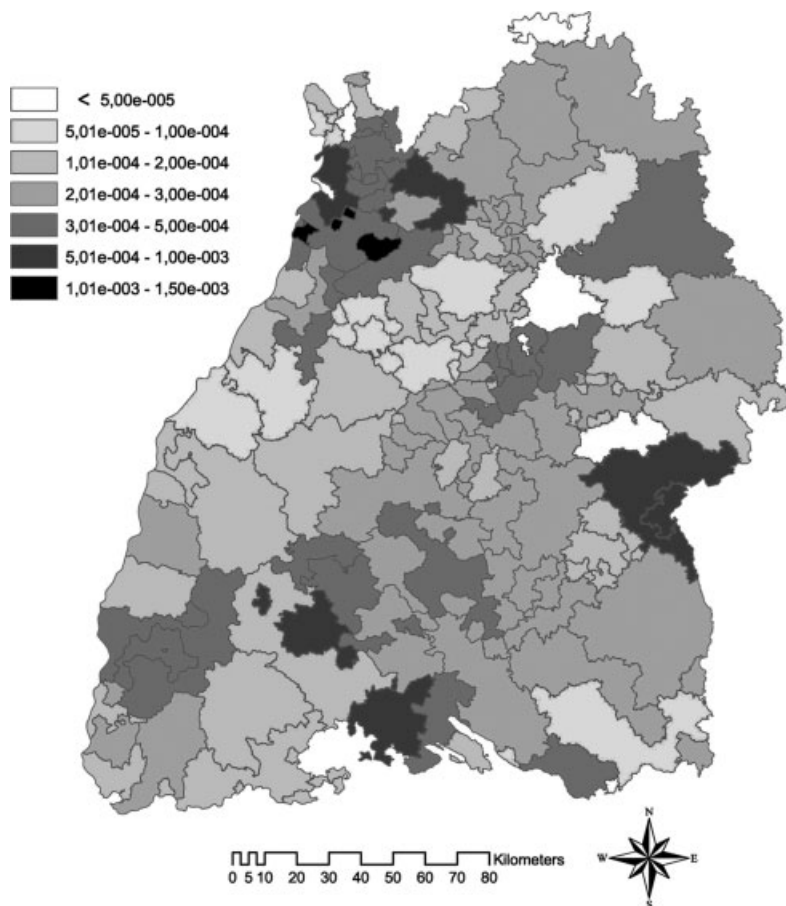 < 5,00e-005
5,01e-005 - 1,00e-004
1,01e-004 - 2,00e-004
2,01e-004 - 3,00e-004
3,01e-004 - 5,00e-004
5,01e-004 - 1,00e-003
1,01e-003 - 1,50e-003
Kilometers
0 5 10 20 30 40 50 60 70 80
N
W E
S